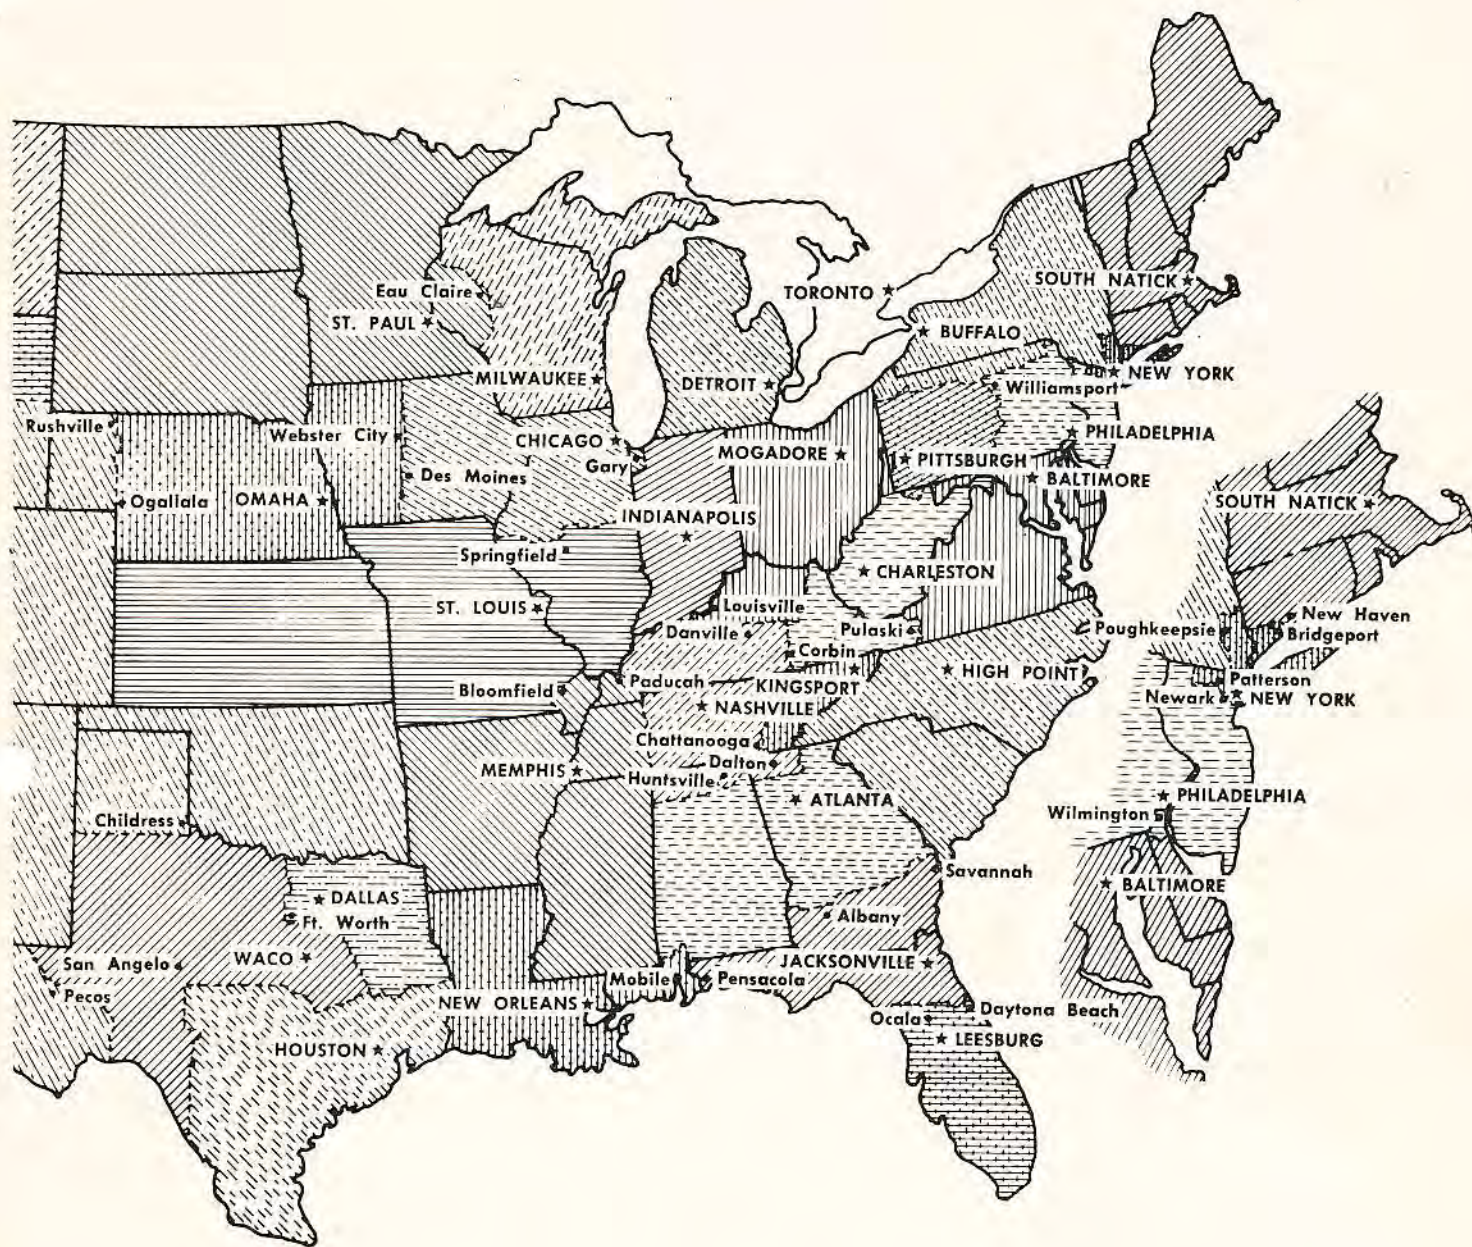 Eau Claire
ST. PAUL
TORONTO
SOUTH NATICK
BUFFALO
MILWAUKEE
DETROIT
NEW YORK
Williamsport
Rushville
Webster City
CHICAGO
Gary
MOGADORE
PITTSBURGH
PHILADELPHIA
BALTIMORE
Des Moines
Ogallala
OMAHA
INDIANAPOLIS
SOUTH NATICK
Springfield
CHARLESTON
ST. LOUIS
Louisville
Danville
Pulaski
Corbin
Poughkeepsie
New Haven
Bridgeport
Bloomfield
Paducah
KINGSPORT
HIGH POINT
Patterson
Newark
NEW YORK
NASHVILLE
Chattanooga
Dalton
MEMPHIS
Huntsville
ATLANTA
PHILADELPHIA
Wilmington
Childress
Savannah
BALTIMORE
DALLAS
Ft. Worth
Albany
WACO
San Angelo
JACKSONVILLE
Mobile
Pensacola
Pecos
NEW ORLEANS
Ocala
Daytona Beach
LEESBURG
HOUSTON